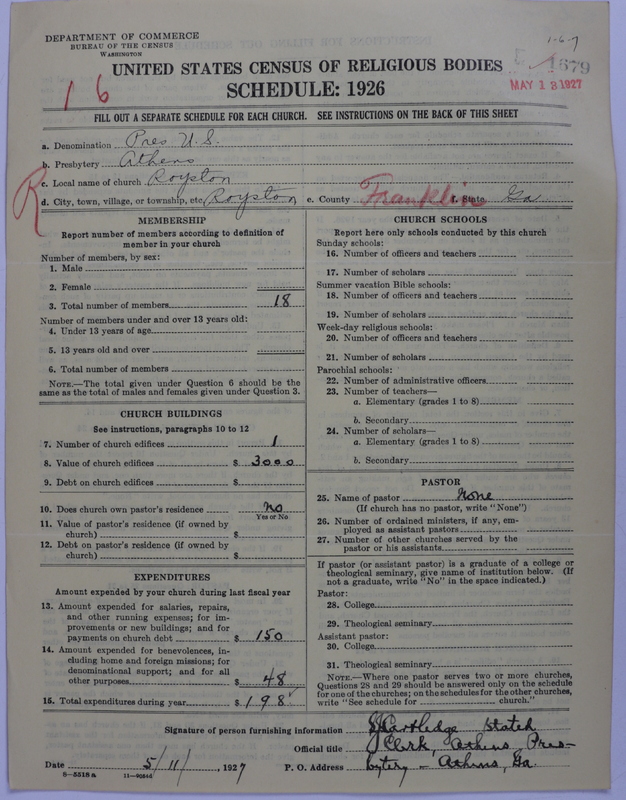 DEPARTMENT OF COMMERCE
BUREAU OF THE CENSUS
WASHINGTON
1-6-7
1679
MAY 13 1927
16
UNITED STATES CENSUS OF RELIGIOUS BODIES
SCHEDULE: 1926
FILL OUT A SEPARATE SCHEDULE FOR EACH CHURCH. SEE INSTRUCTIONS ON THE BACK OF THIS SHEET
a. Denomination Pres U.S.
b. Presbytery Athens
c. Local name of church Royston
R
d. City, town, village, or township, etc. Royston e. County Franklin f. State Ga
MEMBERSHIP
Report number of members according to definition of
member in your church
Number of members, by sex:
1. Male
2. Female
3. Total number of members 18
Number of members under and over 13 years old:
4. Under 13 years of age
5. 13 years old and over
6. Total number of members
NOTE.—The total given under Question 6 should be the
same as the total of males and females given under Question 3.
CHURCH BUILDINGS
See instructions, paragraphs 10 to 12
7. Number of church edifices 1
8. Value of church edifices $ 3000
9. Debt on church edifices $
10. Does church own pastor's residence no
Yes or No
11. Value of pastor's residence (if owned by
church) $
12. Debt on pastor's residence (if owned by
church) $
EXPENDITURES
Amount expended by your church during last fiscal year
13. Amount expended for salaries, repairs,
and other running expenses; for im-
provements or new buildings; and for
payments on church debt $ 150
14. Amount expended for benevolences, in-
cluding home and foreign missions; for
denominational support; and for all
other purposes $ 48
15. Total expenditures during year $ 198
CHURCH SCHOOLS
Report here only schools conducted by this church
Sunday schools:
16. Number of officers and teachers
17. Number of scholars
Summer vacation Bible schools:
18. Number of officers and teachers
19. Number of scholars
Week-day religious schools:
20. Number of officers and teachers
21. Number of scholars
Parochial schools:
22. Number of administrative officers
23. Number of teachers—
a. Elementary (grades 1 to 8)
b. Secondary
24. Number of scholars—
a. Elementary (grades 1 to 8)
b. Secondary
PASTOR
25. Name of pastor None
(If church has no pastor, write "None")
26. Number of ordained ministers, if any, em-
ployed as assistant pastors
27. Number of other churches served by the
pastor or his assistants
If pastor (or assistant pastor) is a graduate of a college or
theological seminary, give name of institution below. (If
not a graduate, write "No" in the space indicated.)
Pastor:
28. College
29. Theological seminary
Assistant pastor:
30. College
31. Theological seminary
NOTE.—Where one pastor serves two or more churches,
Questions 28 and 29 should be answered only on the schedule
for one of the churches; on the schedules for the other churches,
write "See schedule for church."
Signature of person furnishing information Cartledge Stated
Official title Clerk, Athens Pres-
Date 5/11, 1927 P. O. Address bytery - Athens, Ga.
8—5518a